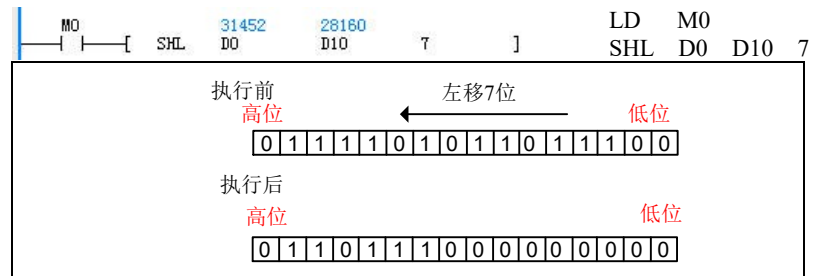 M0 31452 28160 LD M0
[ SHL D0 D10 7 ] SHL D0 D10 7
执行前 左移7位
高位 低位
0 1 1 1 1 0 1 0 1 1 0 1 1 1 0 0
执行后
高位 低位
0 1 1 0 1 1 1 0 0 0 0 0 0 0 0 0